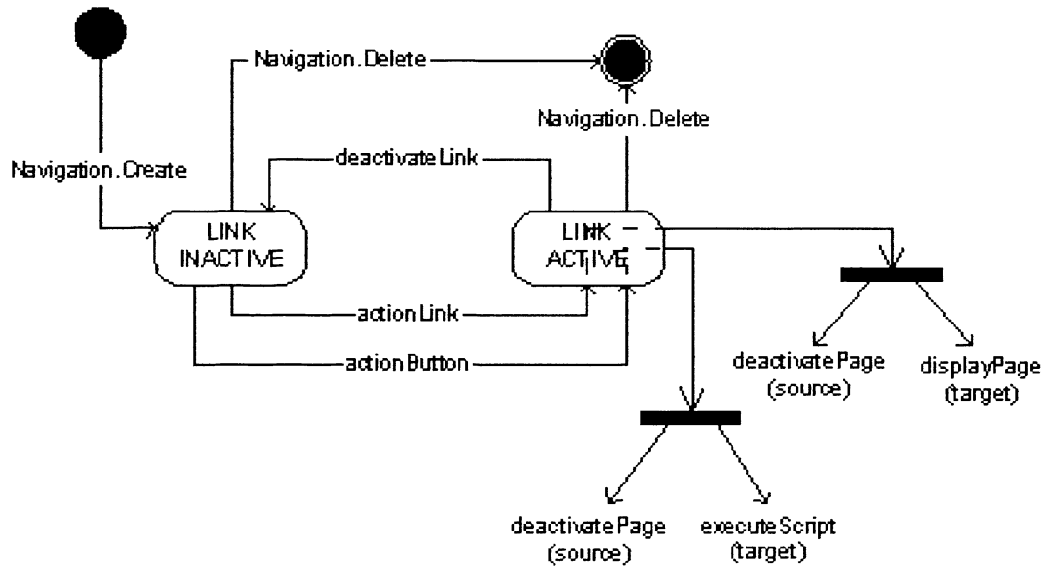 Navigation.Delete
Navigation.Delete
deactivateLink
Navigation.Create
LINK
INACTIVE
LINK
ACTIVE
actionLink
actionButton
deactivatePage
(source)
displayPage
(target)
deactivatePage
(source)
executeScript
(target)